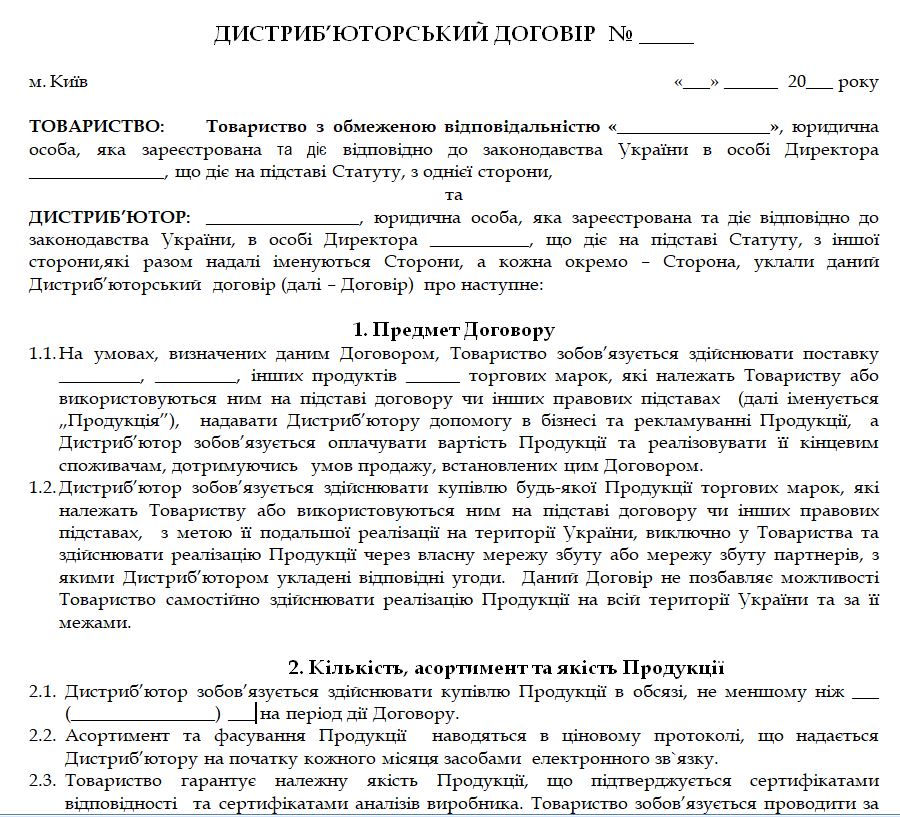 ДИСТРИБ’ЮТОРСЬКИЙ ДОГОВІР № _____
м. Київ «___» ______ 20___ року
ТОВАРИСТВО: Товариство з обмеженою відповідальністю «_________________», юридична
особа, яка зареєстрована та діє відповідно до законодавства України в особі Директора
_______________, що діє на підставі Статуту, з однієї сторони,
та
ДИСТРИБ’ЮТОР: _________________, юридична особа, яка зареєстрована та діє відповідно до
законодавства України, в особі Директора ___________, що діє на підставі Статуту, з іншої
сторони,які разом надалі іменуються Сторони, а кожна окремо – Сторона, уклали даний
Дистриб’юторський договір (далі – Договір) про наступне:
1. Предмет Договору
1.1. На умовах, визначених даним Договором, Товариство зобов’язується здійснювати поставку
_________, _________, інших продуктів ______ торгових марок, які належать Товариству або
використовуються ним на підставі договору чи інших правових підставах (далі іменується
„Продукція”), надавати Дистриб’ютору допомогу в бізнесі та рекламуванні Продукції, а
Дистриб’ютор зобов’язується оплачувати вартість Продукції та реалізовувати її кінцевим
споживачам, дотримуючись умов продажу, встановлених цим Договором.
1.2. Дистриб’ютор зобов’язується здійснювати купівлю будь-якої Продукції торгових марок, які
належать Товариству або використовуються ним на підставі договору чи інших правових
підставах, з метою її подальшої реалізації на території України, виключно у Товариства та
здійснювати реалізацію Продукції через власну мережу збуту або мережу збуту партнерів, з
якими Дистриб’ютором укладені відповідні угоди. Даний Договір не позбавляє можливості
Товариство самостійно здійснювати реалізацію Продукції на всій території України та за її
межами.
2. Кількість, асортимент та якість Продукції
2.1. Дистриб’ютор зобов’язується здійснювати купівлю Продукції в обсязі, не меншому ніж ___
(________________) ___ на період дії Договору.
2.2. Асортимент та фасування Продукції наводяться в ціновому протоколі, що надається
Дистриб’ютору на початку кожного місяця засобами електронного зв`язку.
2.3. Товариство гарантує належну якість Продукції, що підтверджується сертифікатами
відповідності та сертифікатами аналізів виробника. Товариство зобов’язується проводити за